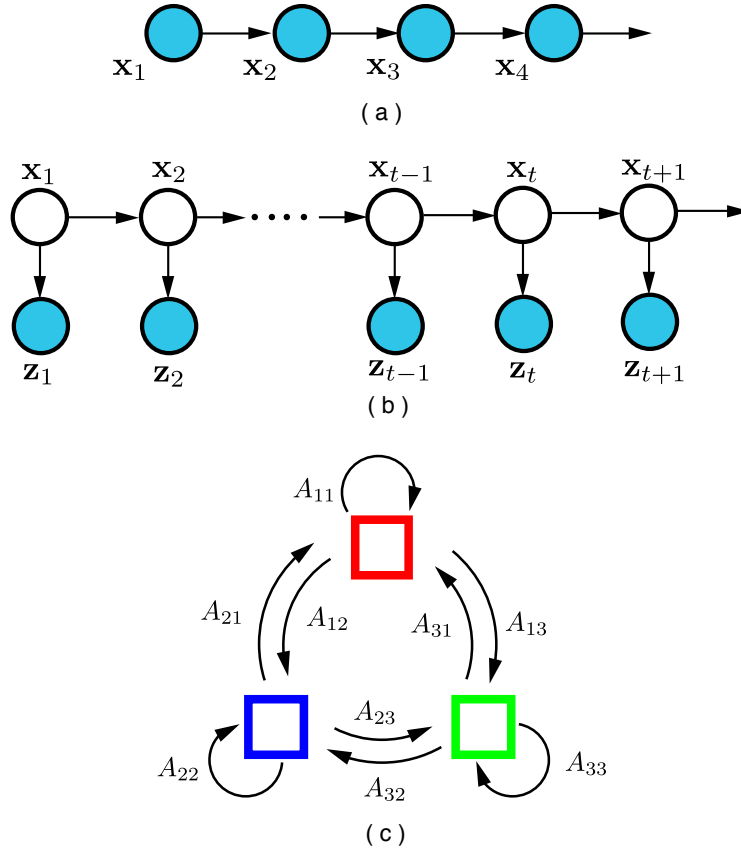 x₁ x₂ x₃ x₄
( a )
x₁ x₂ xₜ₋₁ xₜ xₜ₊₁
z₁ z₂ zₜ₋₁ zₜ zₜ₊₁
( b )
A₁₁
A₂₁ A₁₂ A₃₁ A₁₃
A₂₃
A₂₂ A₃₂ A₃₃
( c )